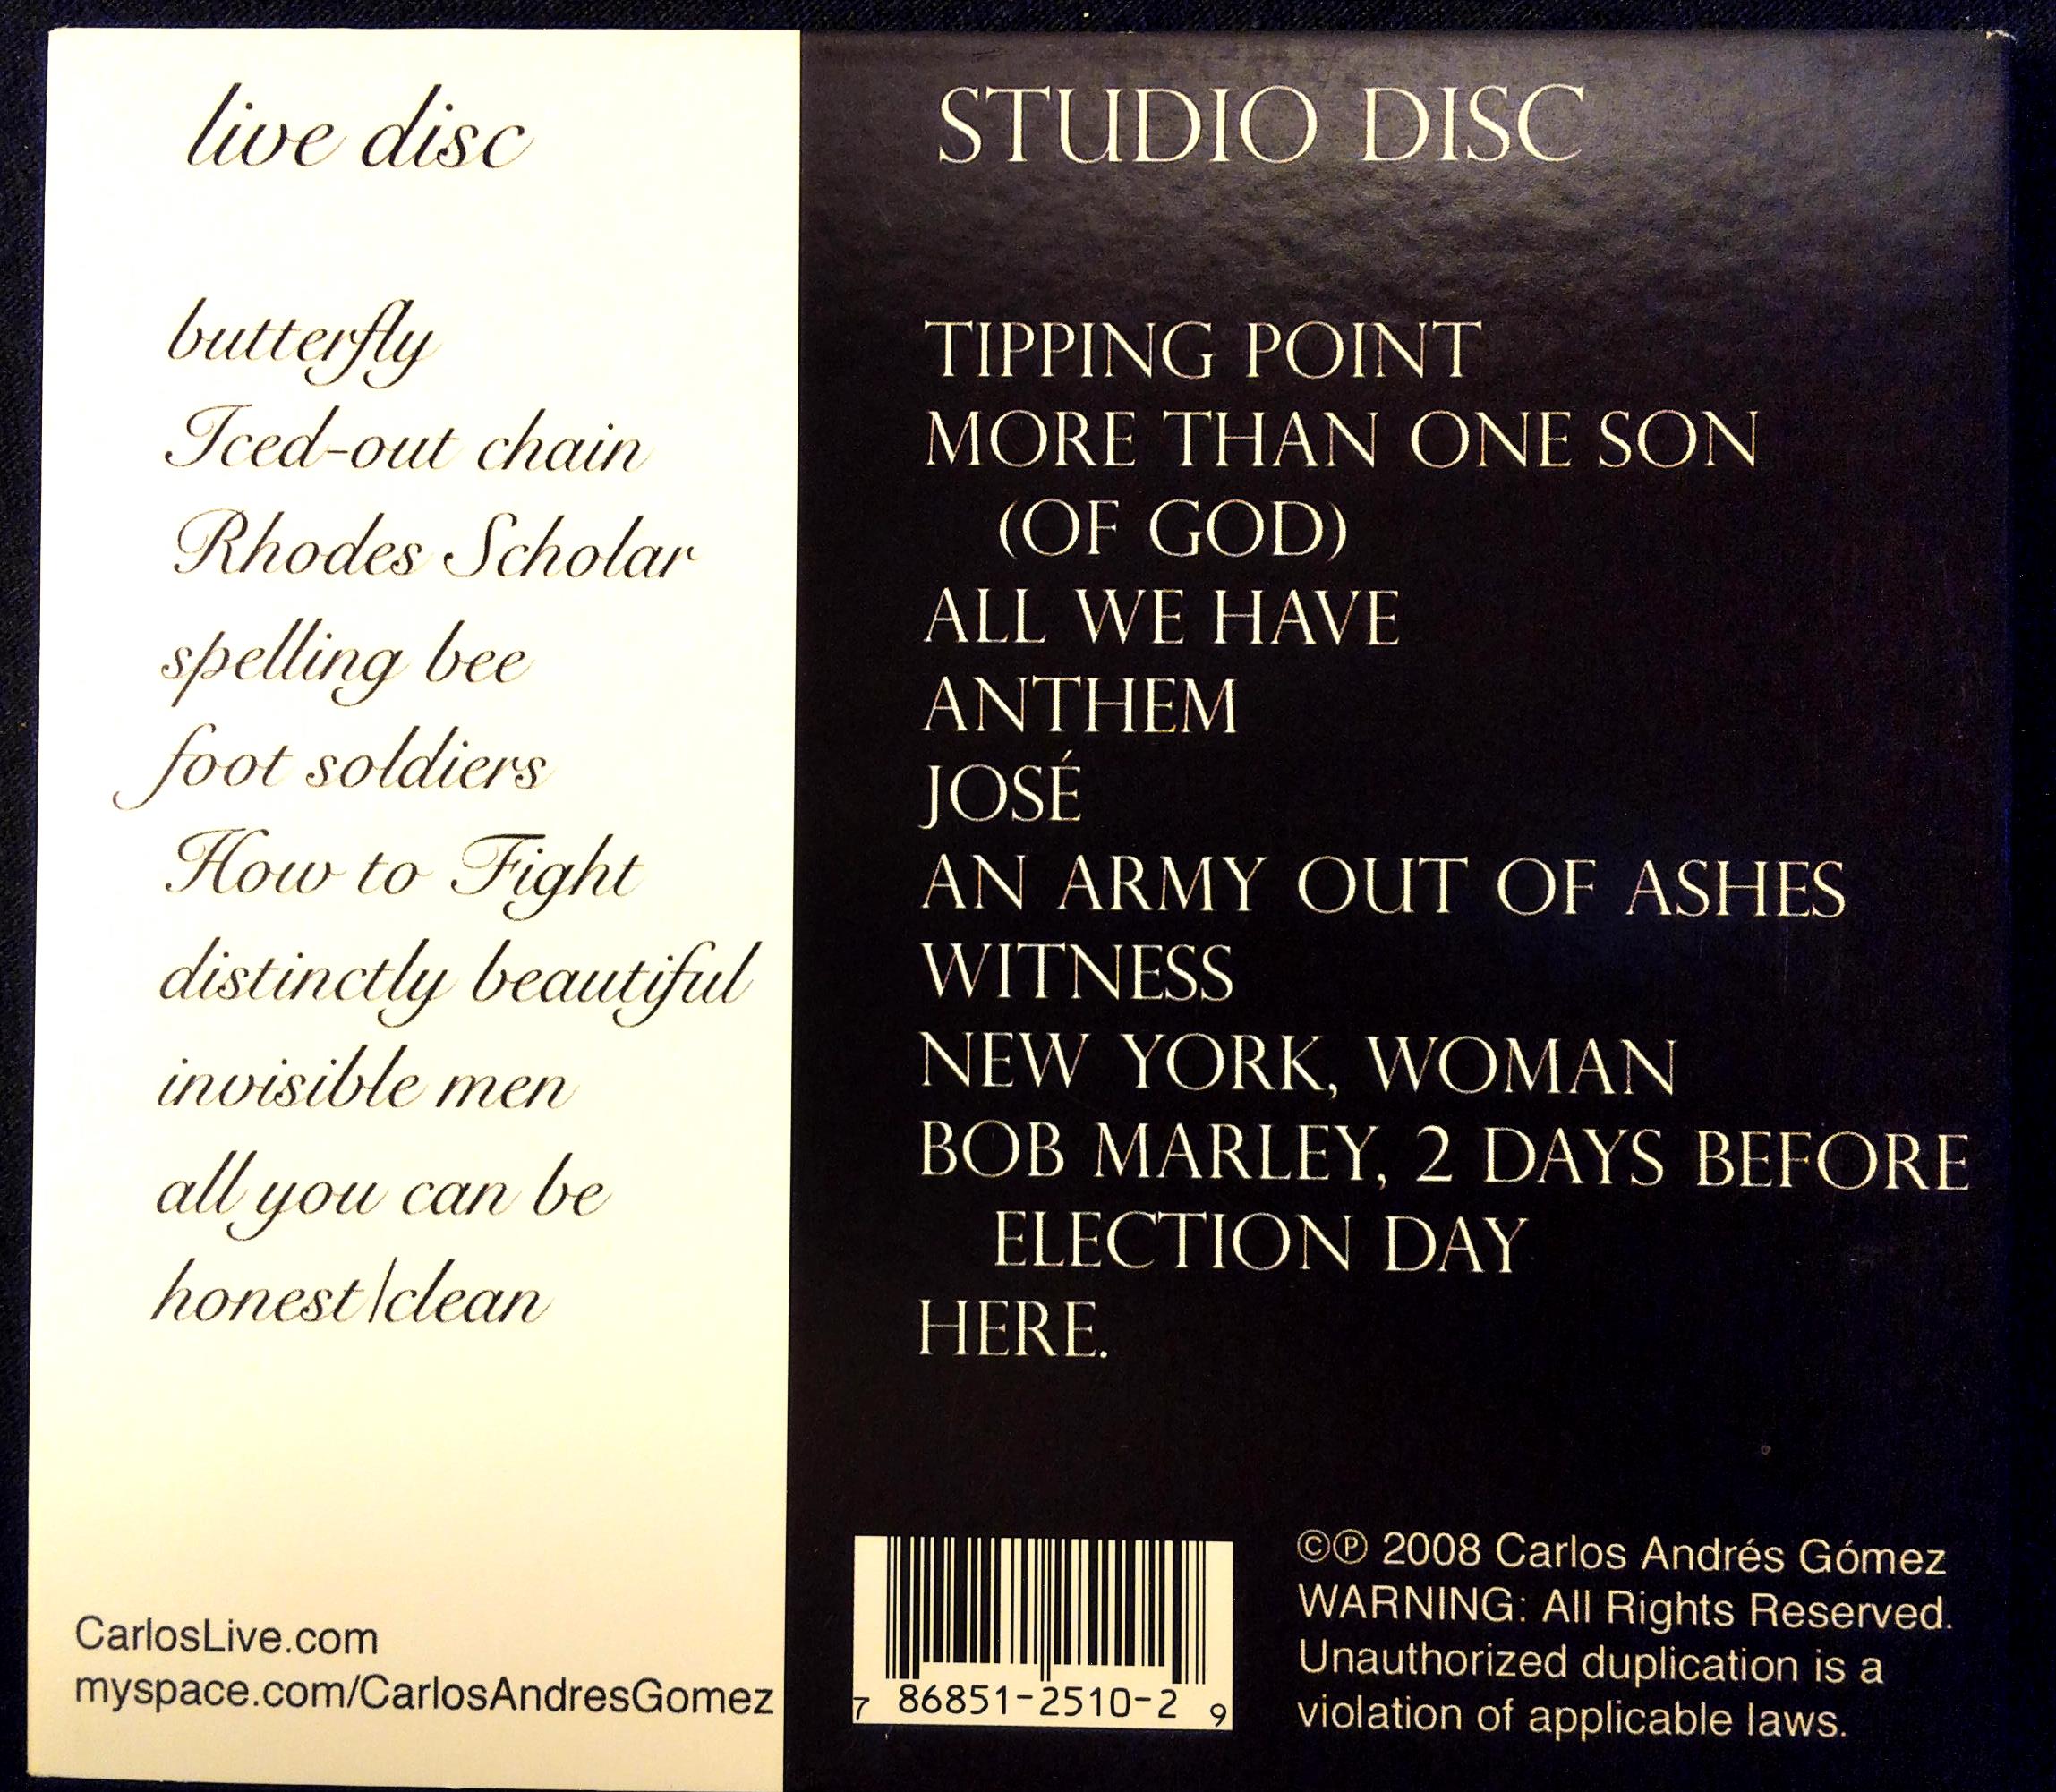 live disc
butterfly
Iced-out chain
Rhodes Scholar
spelling bee
foot soldiers
How to Fight
distinctly beautiful
invisible men
all you can be
honest|clean
CarlosLive.com
myspace.com/CarlosAndresGomez
STUDIO DISC
TIPPING POINT
MORE THAN ONE SON
(OF GOD)
ALL WE HAVE
ANTHEM
JOSÉ
AN ARMY OUT OF ASHES
WITNESS
NEW YORK, WOMAN
BOB MARLEY, 2 DAYS BEFORE
ELECTION DAY
HERE.
7 86851-2510-2 9
©℗ 2008 Carlos Andrés Gómez
WARNING: All Rights Reserved.
Unauthorized duplication is a
violation of applicable laws.